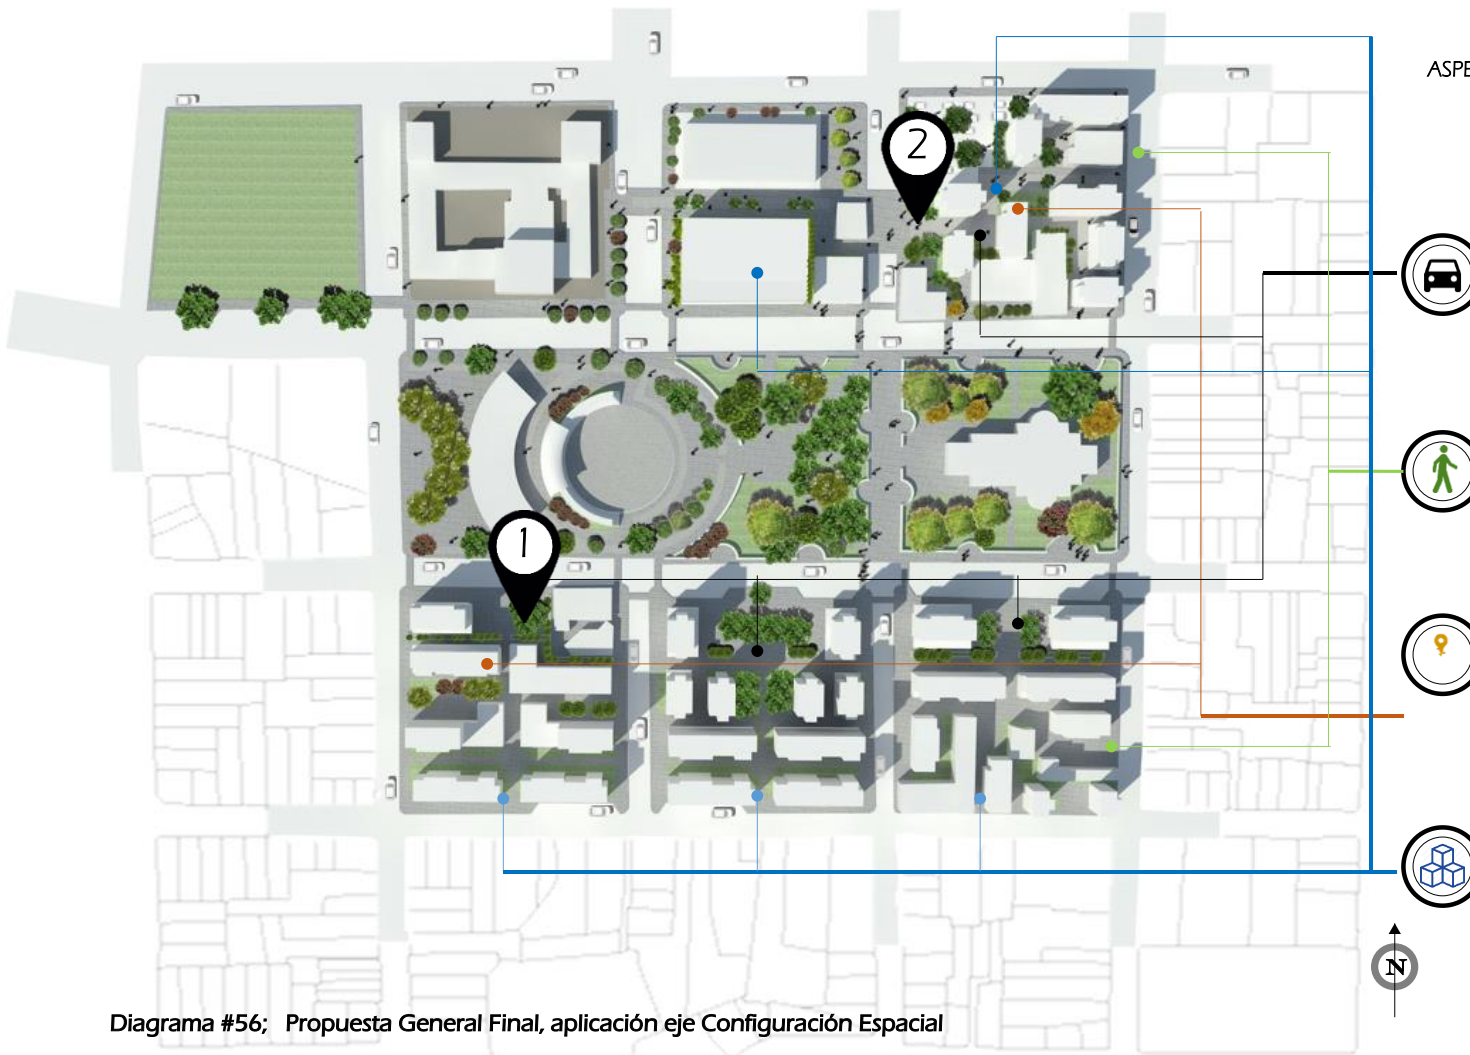 ASPE
2
1
N
Diagrama #56; Propuesta General Final, aplicación eje Configuración Espacial